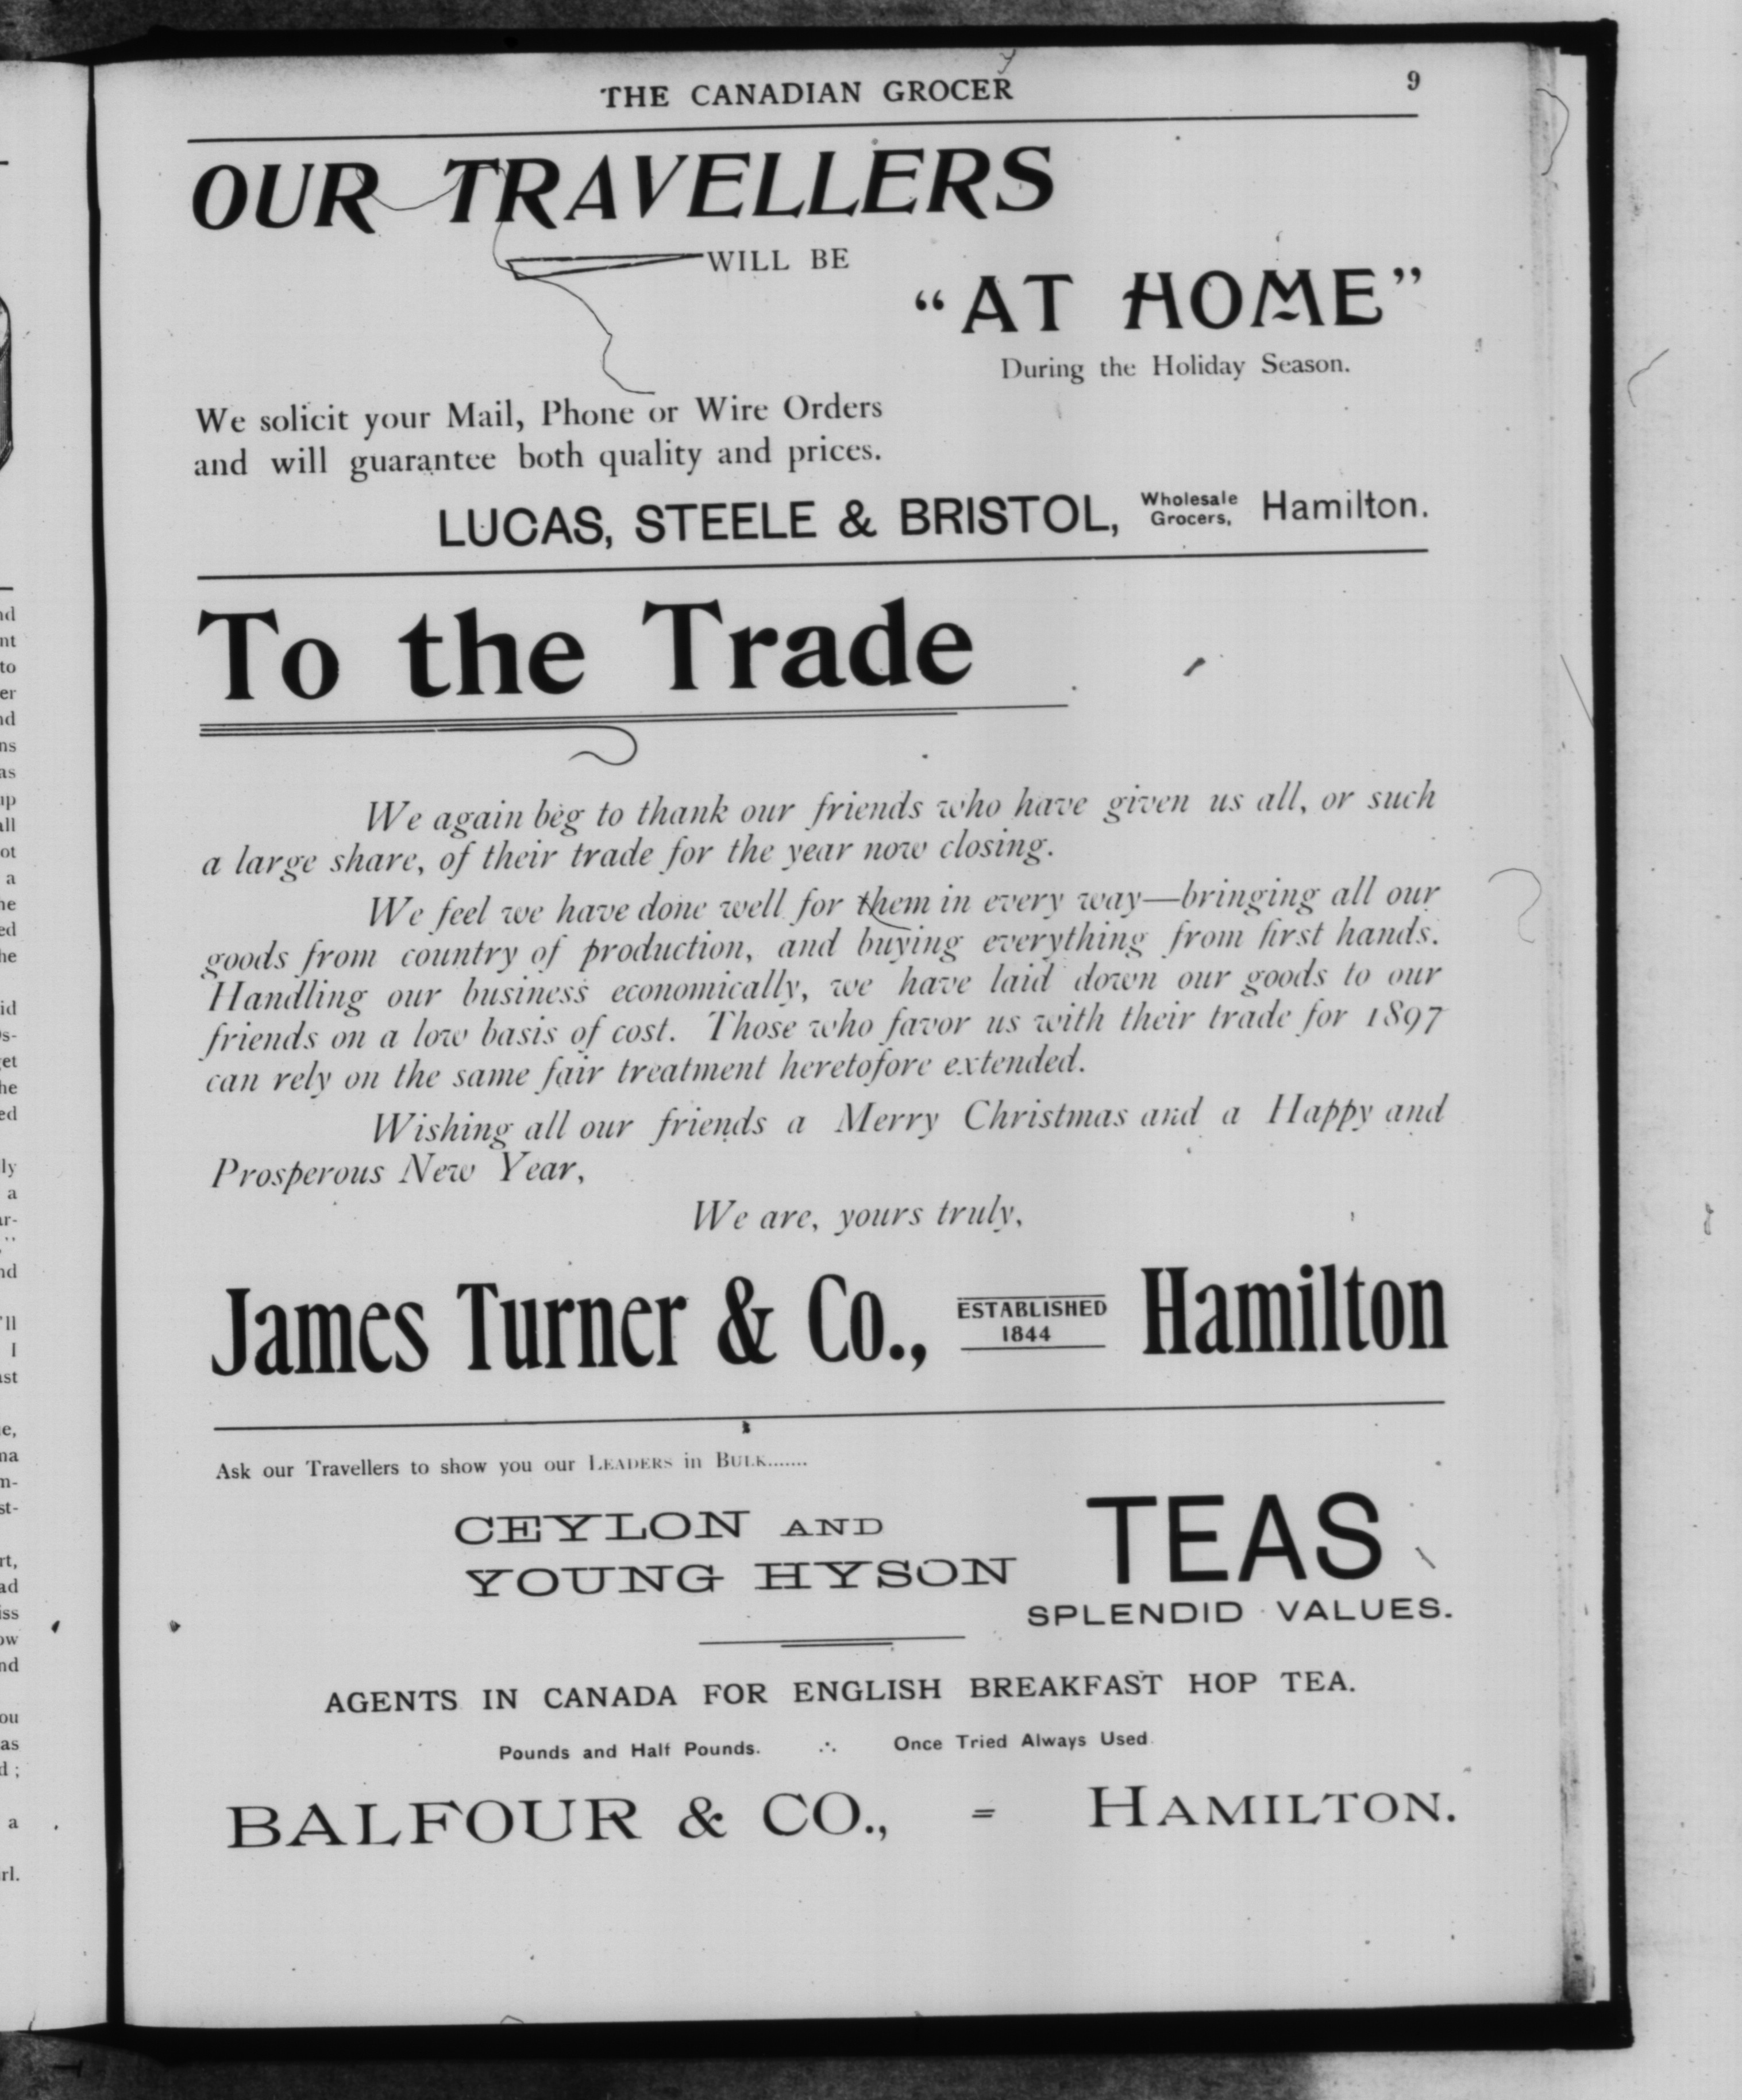 THE CANADIAN GROCER 9
OUR TRAVELLERS
WILL BE
"AT HOME"
During the Holiday Season.
We solicit your Mail, Phone or Wire Orders
and will guarantee both quality and prices.
LUCAS, STEELE & BRISTOL, Wholesale Grocers, Hamilton.
To the Trade
We again beg to thank our friends who have given us all, or such
a large share, of their trade for the year now closing.
We feel we have done well for them in every way—bringing all our
goods from country of production, and buying everything from first hands.
Handling our business economically, we have laid down our goods to our
friends on a low basis of cost. Those who favor us with their trade for 1897
can rely on the same fair treatment heretofore extended.
Wishing all our friends a Merry Christmas and a Happy and
Prosperous New Year,
We are, yours truly,
James Turner & Co., ESTABLISHED 1844 Hamilton
Ask our Travellers to show you our LEADERS in BULK.......
CEYLON AND
YOUNG HYSON
TEAS
SPLENDID VALUES.
AGENTS IN CANADA FOR ENGLISH BREAKFAST HOP TEA.
Pounds and Half Pounds. ∴ Once Tried Always Used
BALFOUR & CO., = HAMILTON.